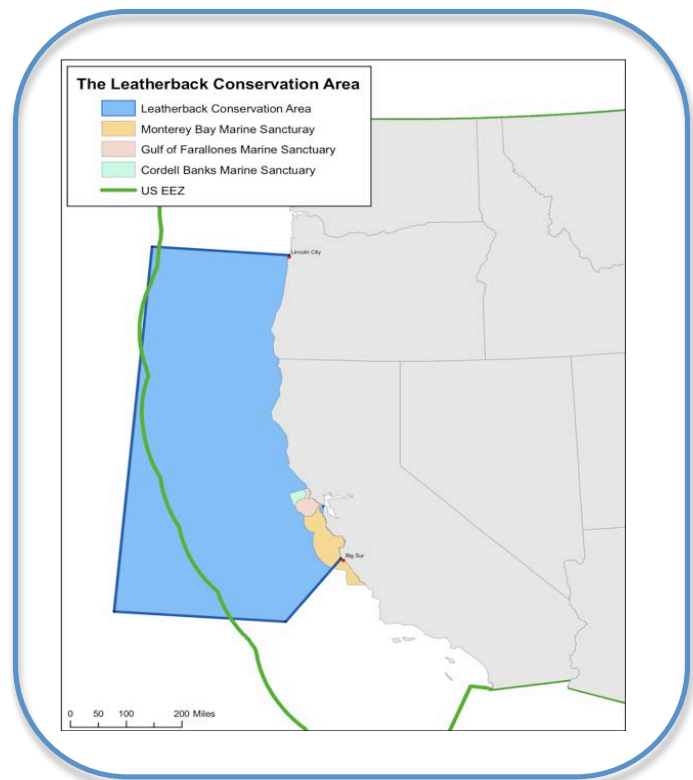 The Leatherback Conservation Area
Leatherback Conservation Area
Monterey Bay Marine Sancturay
Gulf of Farallones Marine Sanctuary
Cordell Banks Marine Sanctuary
US EEZ
Lincoln City
Big Sur
0 50 100 200 Miles